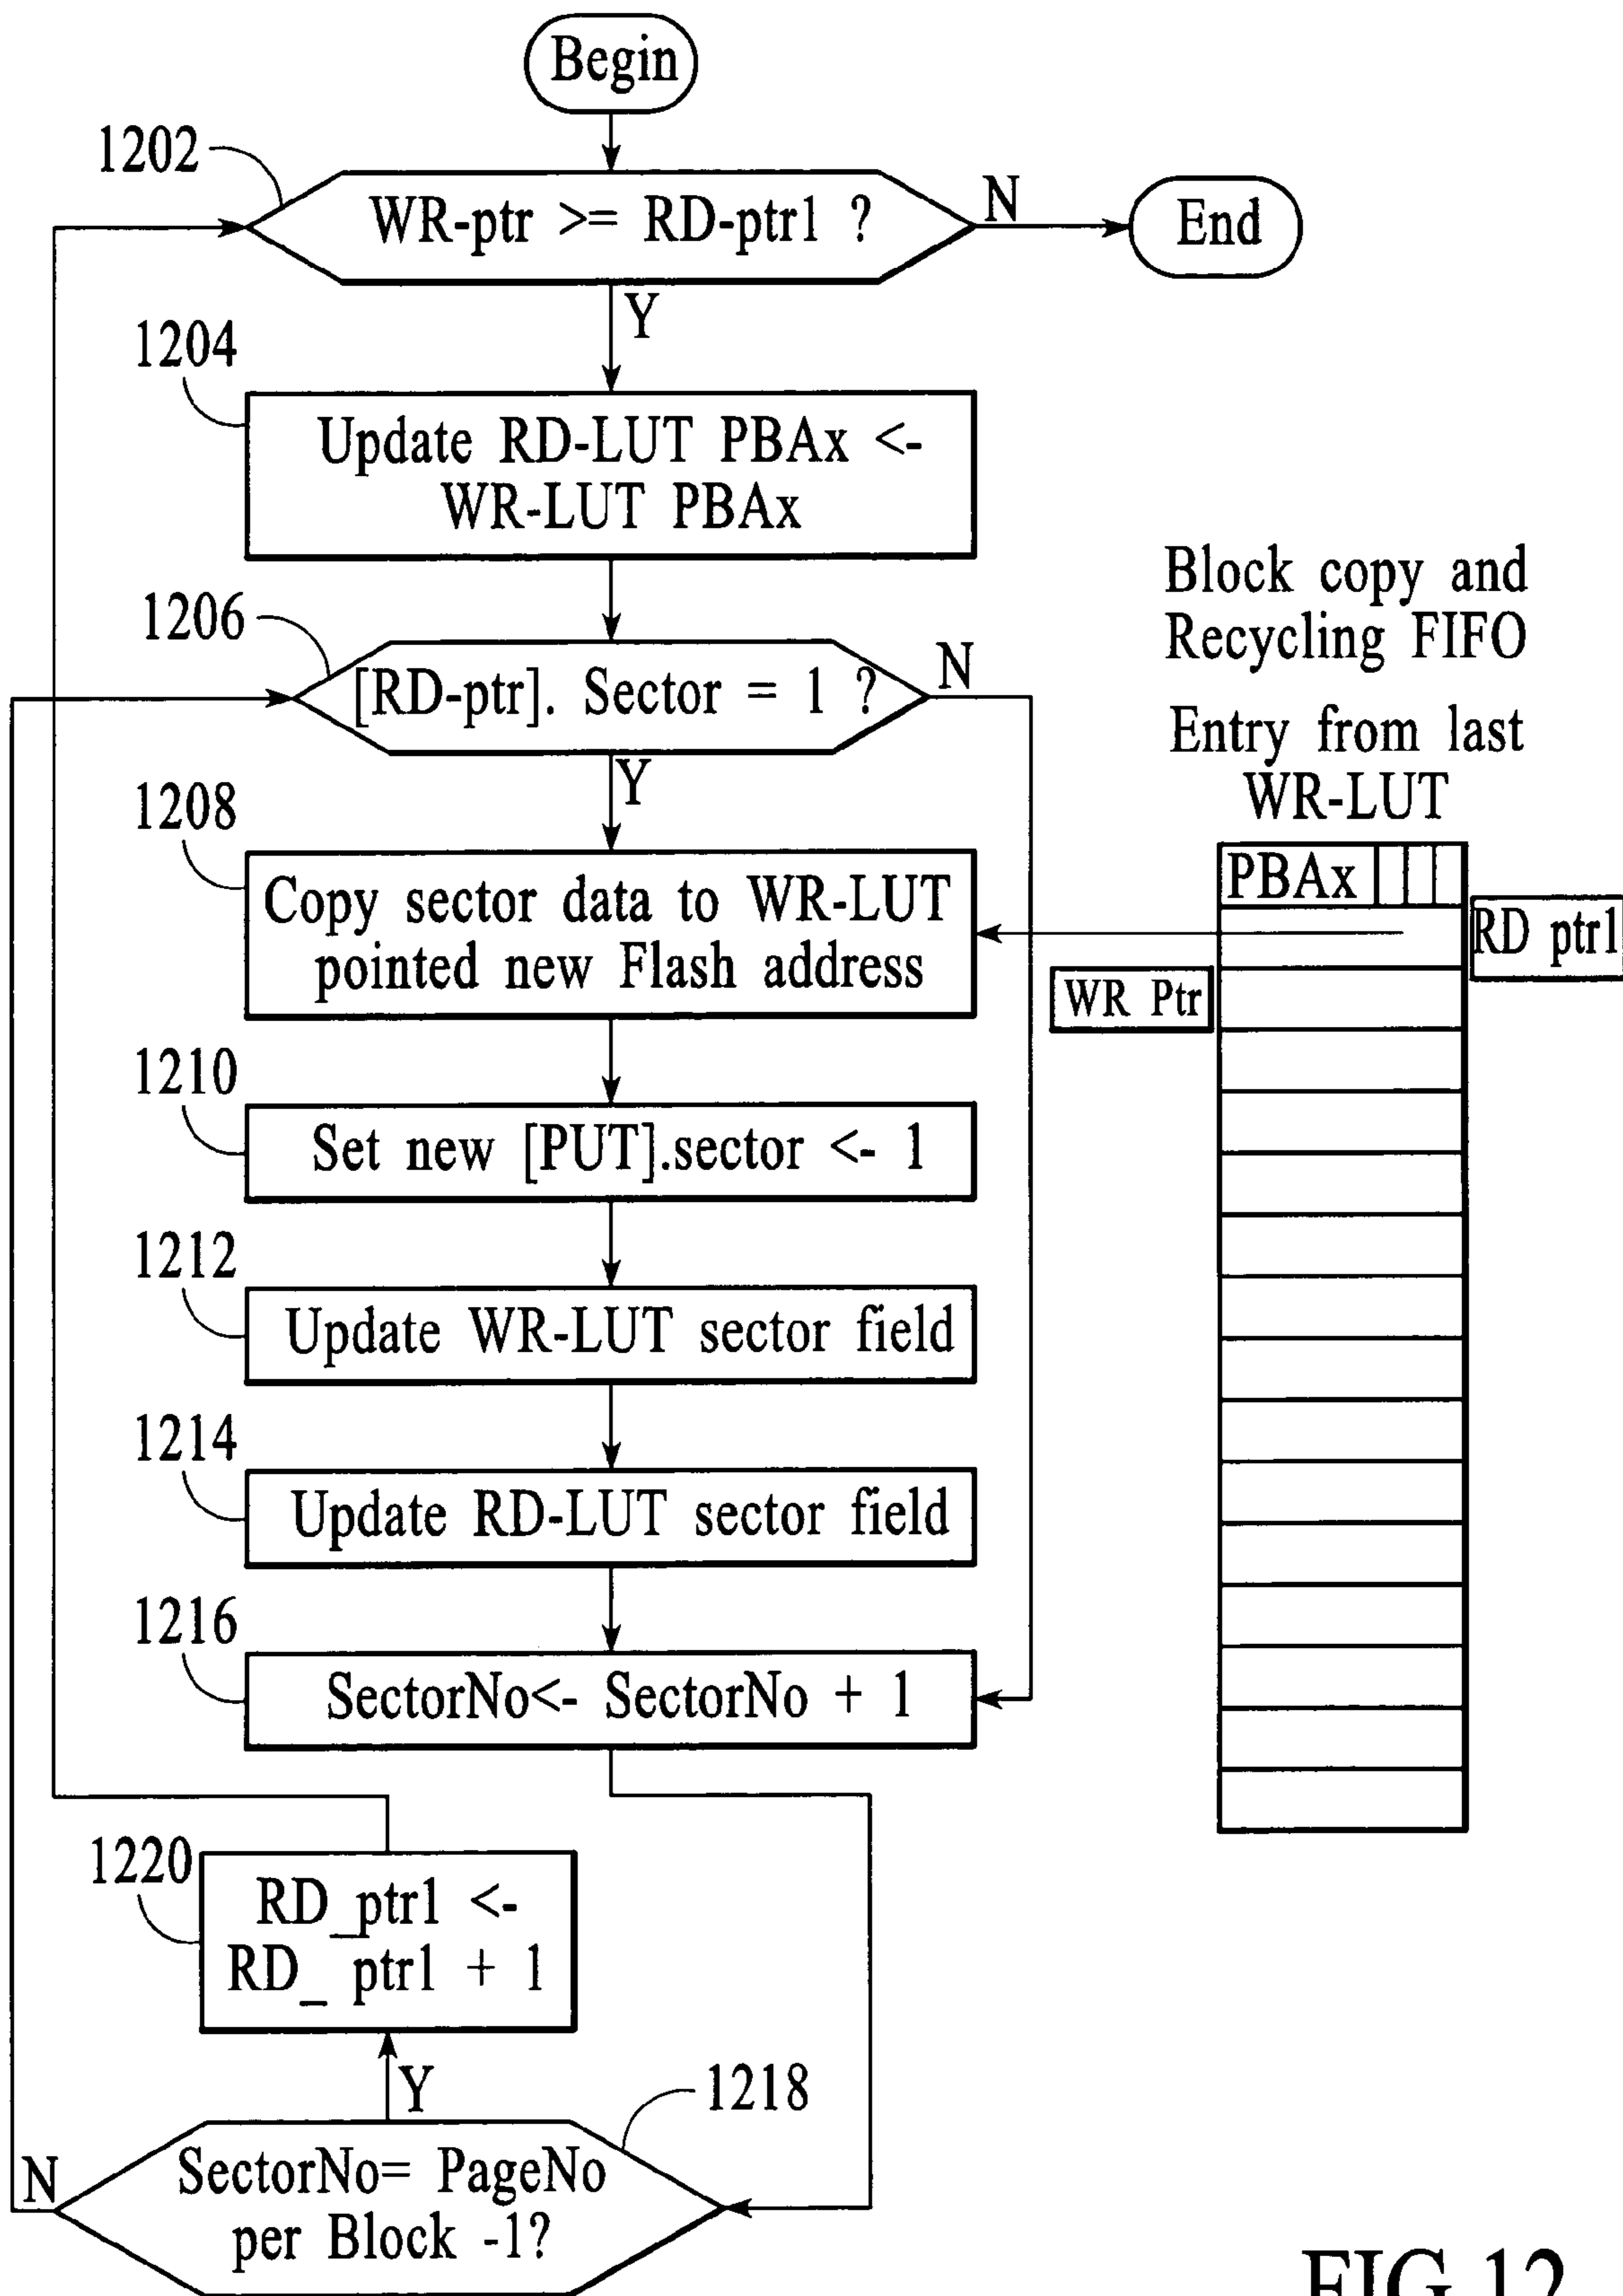 Begin
1202
WR-ptr >= RD-ptr1 ?
N
End
Y
1204
Update RD-LUT PBAx <-
WR-LUT PBAx
1206
[RD-ptr]. Sector = 1 ?
N
Y
Block copy and
Recycling FIFO
Entry from last
WR-LUT
PBAx
RD ptr1
WR Ptr
1208
Copy sector data to WR-LUT
pointed new Flash address
1210
Set new [PUT].sector <- 1
1212
Update WR-LUT sector field
1214
Update RD-LUT sector field
1216
SectorNo<- SectorNo + 1
1220
RD_ptr1 <-
RD_ ptr1 + 1
Y
1218
N
SectorNo= PageNo
per Block -1?
FIG.12